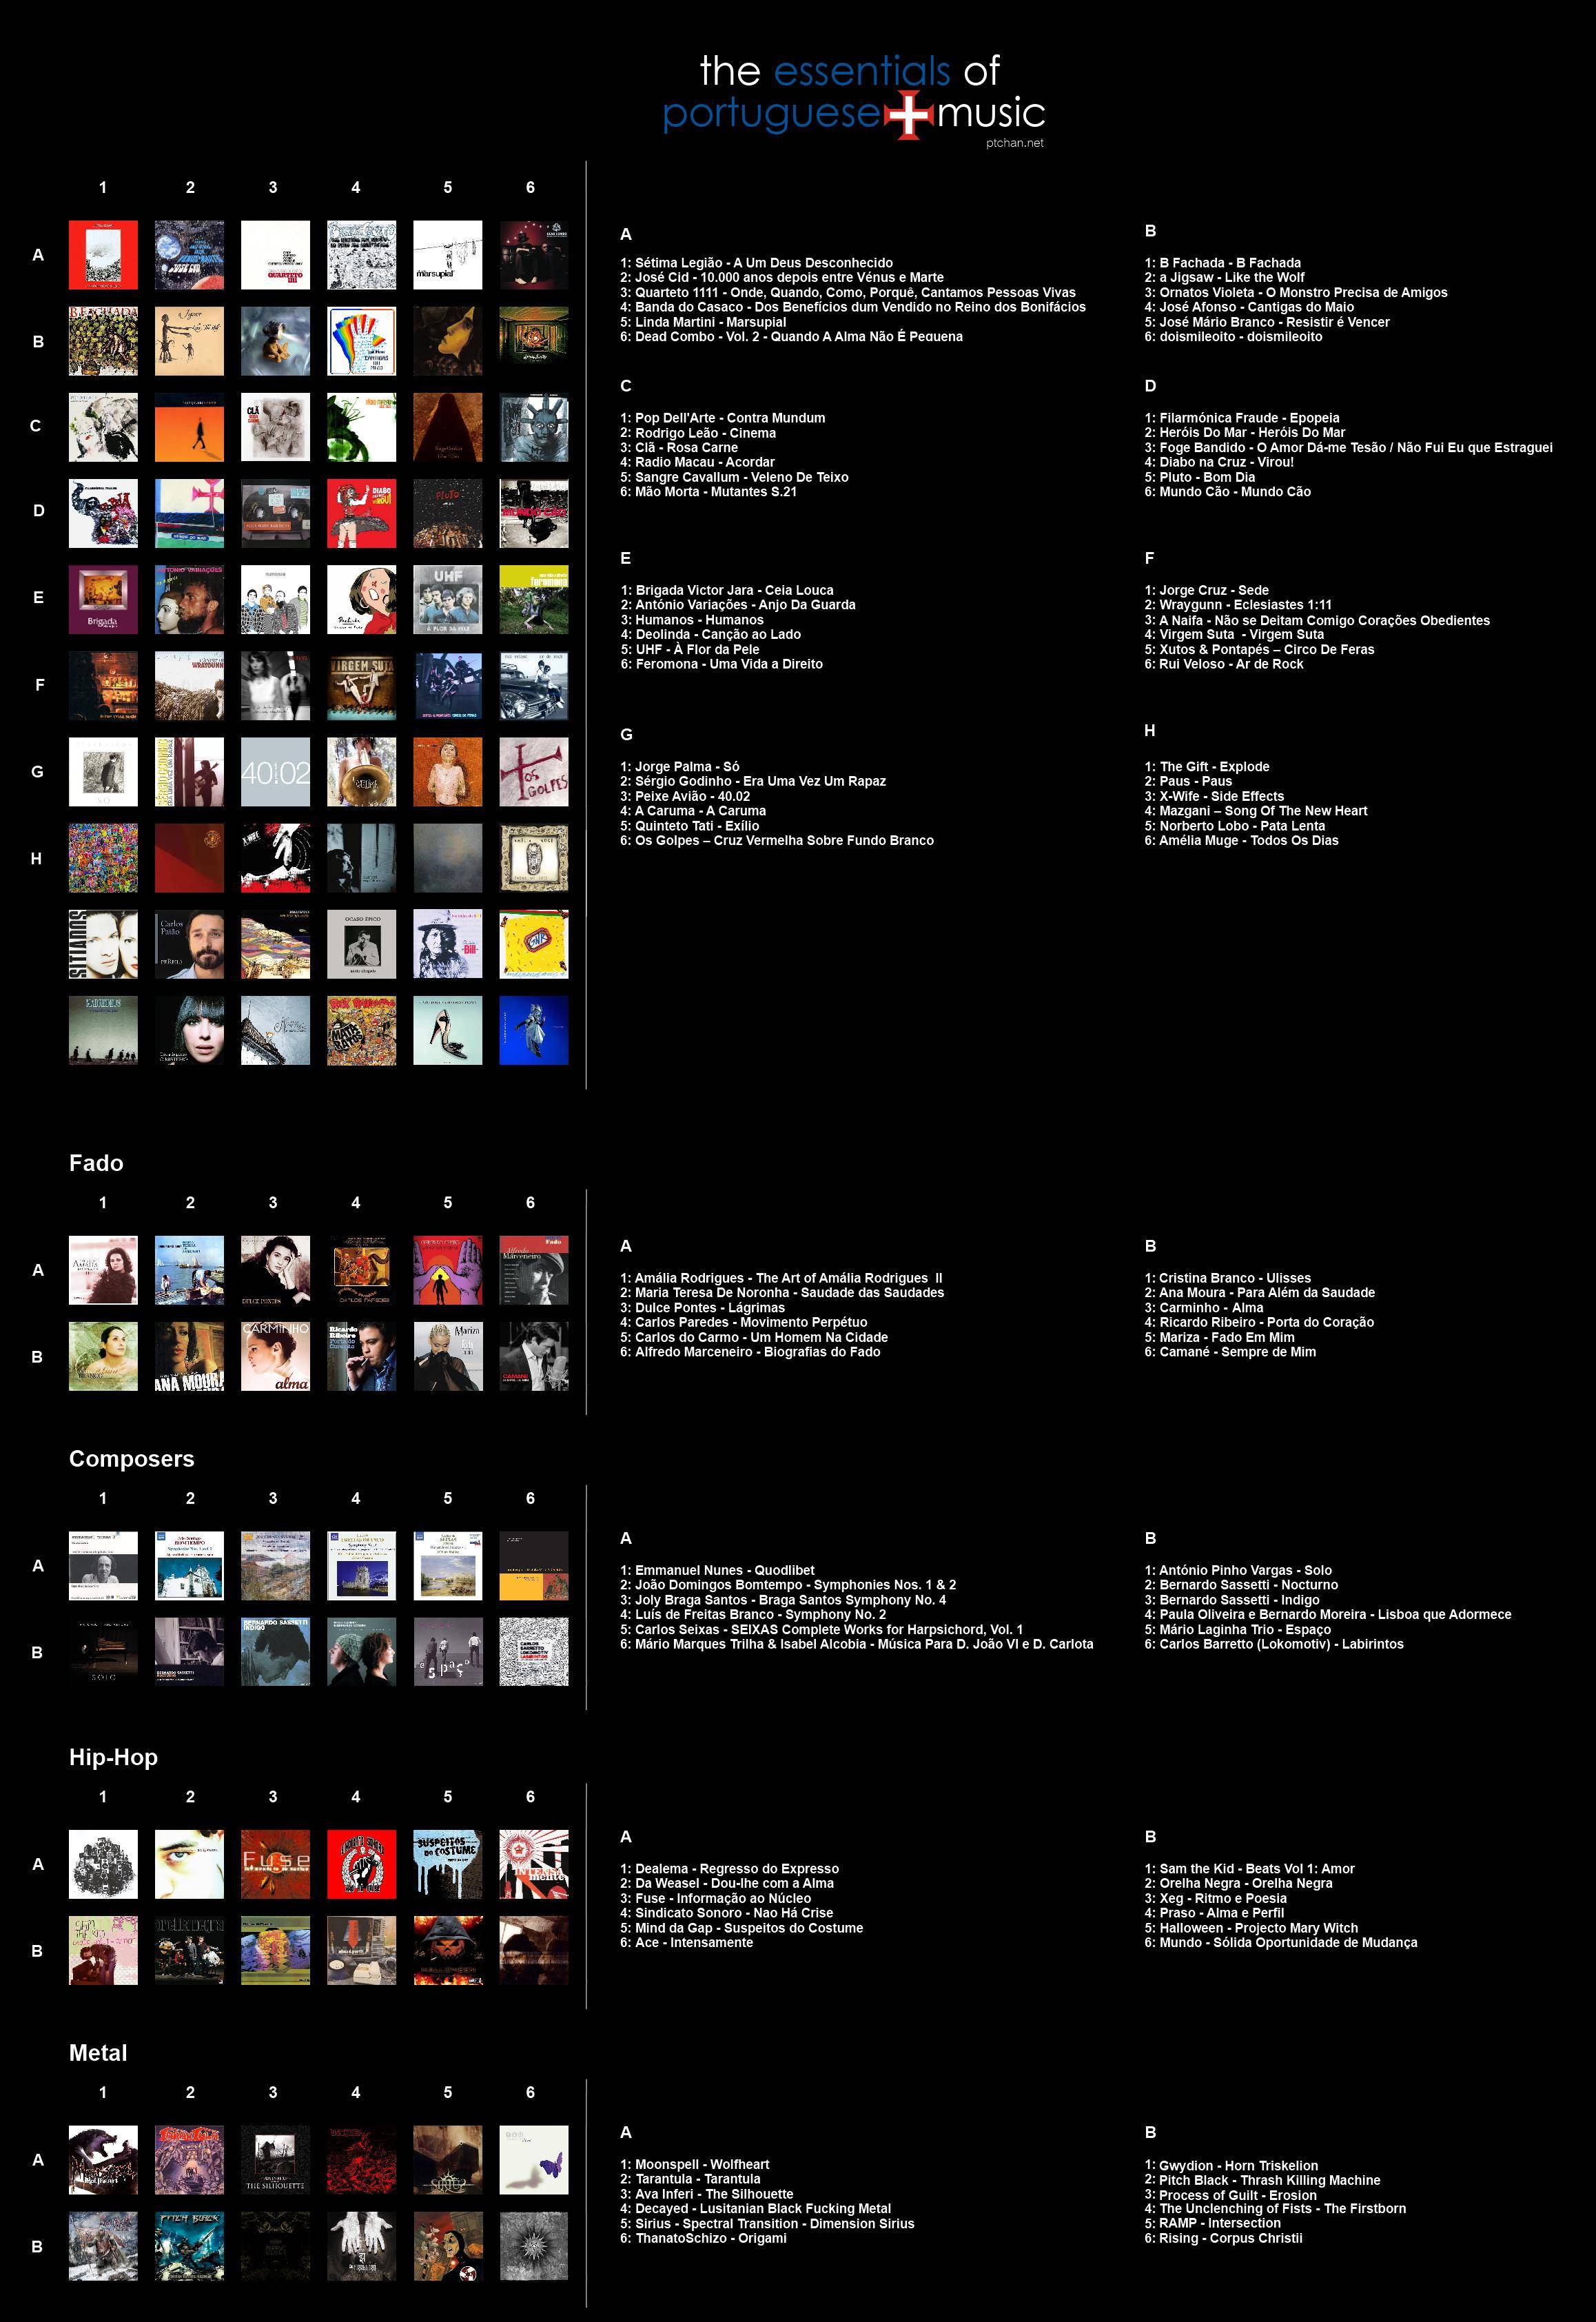 the essentials of
portuguese music
ptchan.net
1 2 3 4 5 6
A
B
C
D
E
F
G
H
A
1: Sétima Legião - A Um Deus Desconhecido
2: José Cid - 10.000 anos depois entre Vénus e Marte
3: Quarteto 1111 - Onde, Quando, Como, Porquê, Cantamos Pessoas Vivas
4: Banda do Casaco - Dos Benefícios dum Vendido no Reino dos Bonifácios
5: Linda Martini - Marsupial
6: Dead Combo - Vol. 2 - Quando A Alma Não É Pequena
B
1: B Fachada - B Fachada
2: a Jigsaw - Like the Wolf
3: Ornatos Violeta - O Monstro Precisa de Amigos
4: José Afonso - Cantigas do Maio
5: José Mário Branco - Resistir é Vencer
6: doismileoito - doismileoito
C
1: Pop Dell'Arte - Contra Mundum
2: Rodrigo Leão - Cinema
3: Clã - Rosa Carne
4: Radio Macau - Acordar
5: Sangre Cavallum - Veleno De Teixo
6: Mão Morta - Mutantes S.21
D
1: Filarmónica Fraude - Epopeia
2: Heróis Do Mar - Heróis Do Mar
3: Foge Bandido - O Amor Dá-me Tesão / Não Fui Eu que Estraguei
4: Diabo na Cruz - Virou!
5: Pluto - Bom Dia
6: Mundo Cão - Mundo Cão
E
1: Brigada Victor Jara - Ceia Louca
2: António Variações - Anjo Da Guarda
3: Humanos - Humanos
4: Deolinda - Canção ao Lado
5: UHF - À Flor da Pele
6: Feromona - Uma Vida a Direito
F
1: Jorge Cruz - Sede
2: Wraygunn - Eclesiastes 1:11
3: A Naifa - Não se Deitam Comigo Corações Obedientes
4: Virgem Suta - Virgem Suta
5: Xutos & Pontapés – Circo De Feras
6: Rui Veloso - Ar de Rock
G
1: Jorge Palma - Só
2: Sérgio Godinho - Era Uma Vez Um Rapaz
3: Peixe Avião - 40.02
4: A Caruma - A Caruma
5: Quinteto Tati - Exílio
6: Os Golpes – Cruz Vermelha Sobre Fundo Branco
H
1: The Gift - Explode
2: Paus - Paus
3: X-Wife - Side Effects
4: Mazgani – Song Of The New Heart
5: Norberto Lobo - Pata Lenta
6: Amélia Muge - Todos Os Dias
Fado
1 2 3 4 5 6
A
B
A
1: Amália Rodrigues - The Art of Amália Rodrigues II
2: Maria Teresa De Noronha - Saudade das Saudades
3: Dulce Pontes - Lágrimas
4: Carlos Paredes - Movimento Perpétuo
5: Carlos do Carmo - Um Homem Na Cidade
6: Alfredo Marceneiro - Biografias do Fado
B
1: Cristina Branco - Ulisses
2: Ana Moura - Para Além da Saudade
3: Carminho - Alma
4: Ricardo Ribeiro - Porta do Coração
5: Mariza - Fado Em Mim
6: Camané - Sempre de Mim
Composers
1 2 3 4 5 6
A
B
A
1: Emmanuel Nunes - Quodlibet
2: João Domingos Bomtempo - Symphonies Nos. 1 & 2
3: Joly Braga Santos - Braga Santos Symphony No. 4
4: Luís de Freitas Branco - Symphony No. 2
5: Carlos Seixas - SEIXAS Complete Works for Harpsichord, Vol. 1
6: Mário Marques Trilha & Isabel Alcobia - Música Para D. João VI e D. Carlota
B
1: António Pinho Vargas - Solo
2: Bernardo Sassetti - Nocturno
3: Bernardo Sassetti - Indigo
4: Paula Oliveira e Bernardo Moreira - Lisboa que Adormece
5: Mário Laginha Trio - Espaço
6: Carlos Barretto (Lokomotiv) - Labirintos
Hip-Hop
1 2 3 4 5 6
A
B
A
1: Dealema - Regresso do Expresso
2: Da Weasel - Dou-lhe com a Alma
3: Fuse - Informação ao Núcleo
4: Sindicato Sonoro - Nao Há Crise
5: Mind da Gap - Suspeitos do Costume
6: Ace - Intensamente
B
1: Sam the Kid - Beats Vol 1: Amor
2: Orelha Negra - Orelha Negra
3: Xeg - Ritmo e Poesia
4: Praso - Alma e Perfil
5: Halloween - Projecto Mary Witch
6: Mundo - Sólida Oportunidade de Mudança
Metal
1 2 3 4 5 6
A
B
A
1: Moonspell - Wolfheart
2: Tarantula - Tarantula
3: Ava Inferi - The Silhouette
4: Decayed - Lusitanian Black Fucking Metal
5: Sirius - Spectral Transition - Dimension Sirius
6: ThanatoSchizo - Origami
B
1: Gwydion - Horn Triskelion
2: Pitch Black - Thrash Killing Machine
3: Process of Guilt - Erosion
4: The Unclenching of Fists - The Firstborn
5: RAMP - Intersection
6: Rising - Corpus Christii